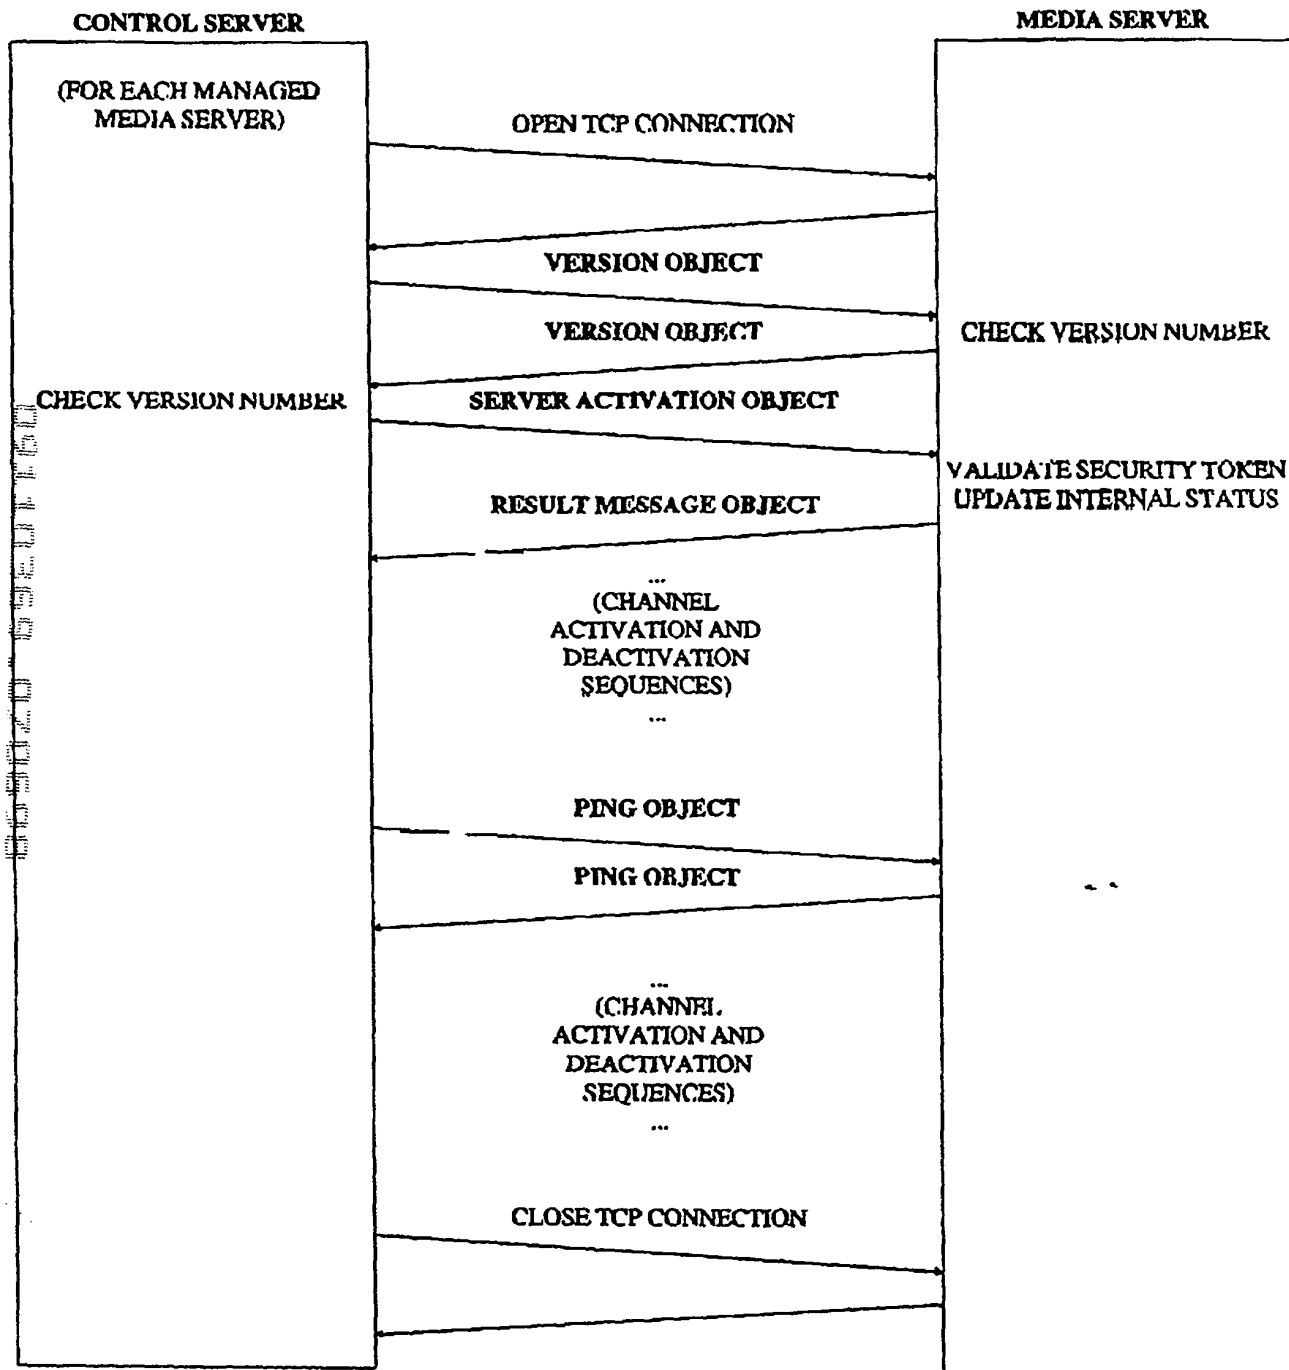 CONTROL SERVER
MEDIA SERVER
(FOR EACH MANAGED
MEDIA SERVER)
OPEN TCP CONNECTION
VERSION OBJECT
VERSION OBJECT
CHECK VERSION NUMBER
CHECK VERSION NUMBER
SERVER ACTIVATION OBJECT
VALIDATE SECURITY TOKEN
UPDATE INTERNAL STATUS
RESULT MESSAGE OBJECT
...
(CHANNEL
ACTIVATION AND
DEACTIVATION
SEQUENCES)
...
PING OBJECT
PING OBJECT
...
(CHANNEL
ACTIVATION AND
DEACTIVATION
SEQUENCES)
...
CLOSE TCP CONNECTION